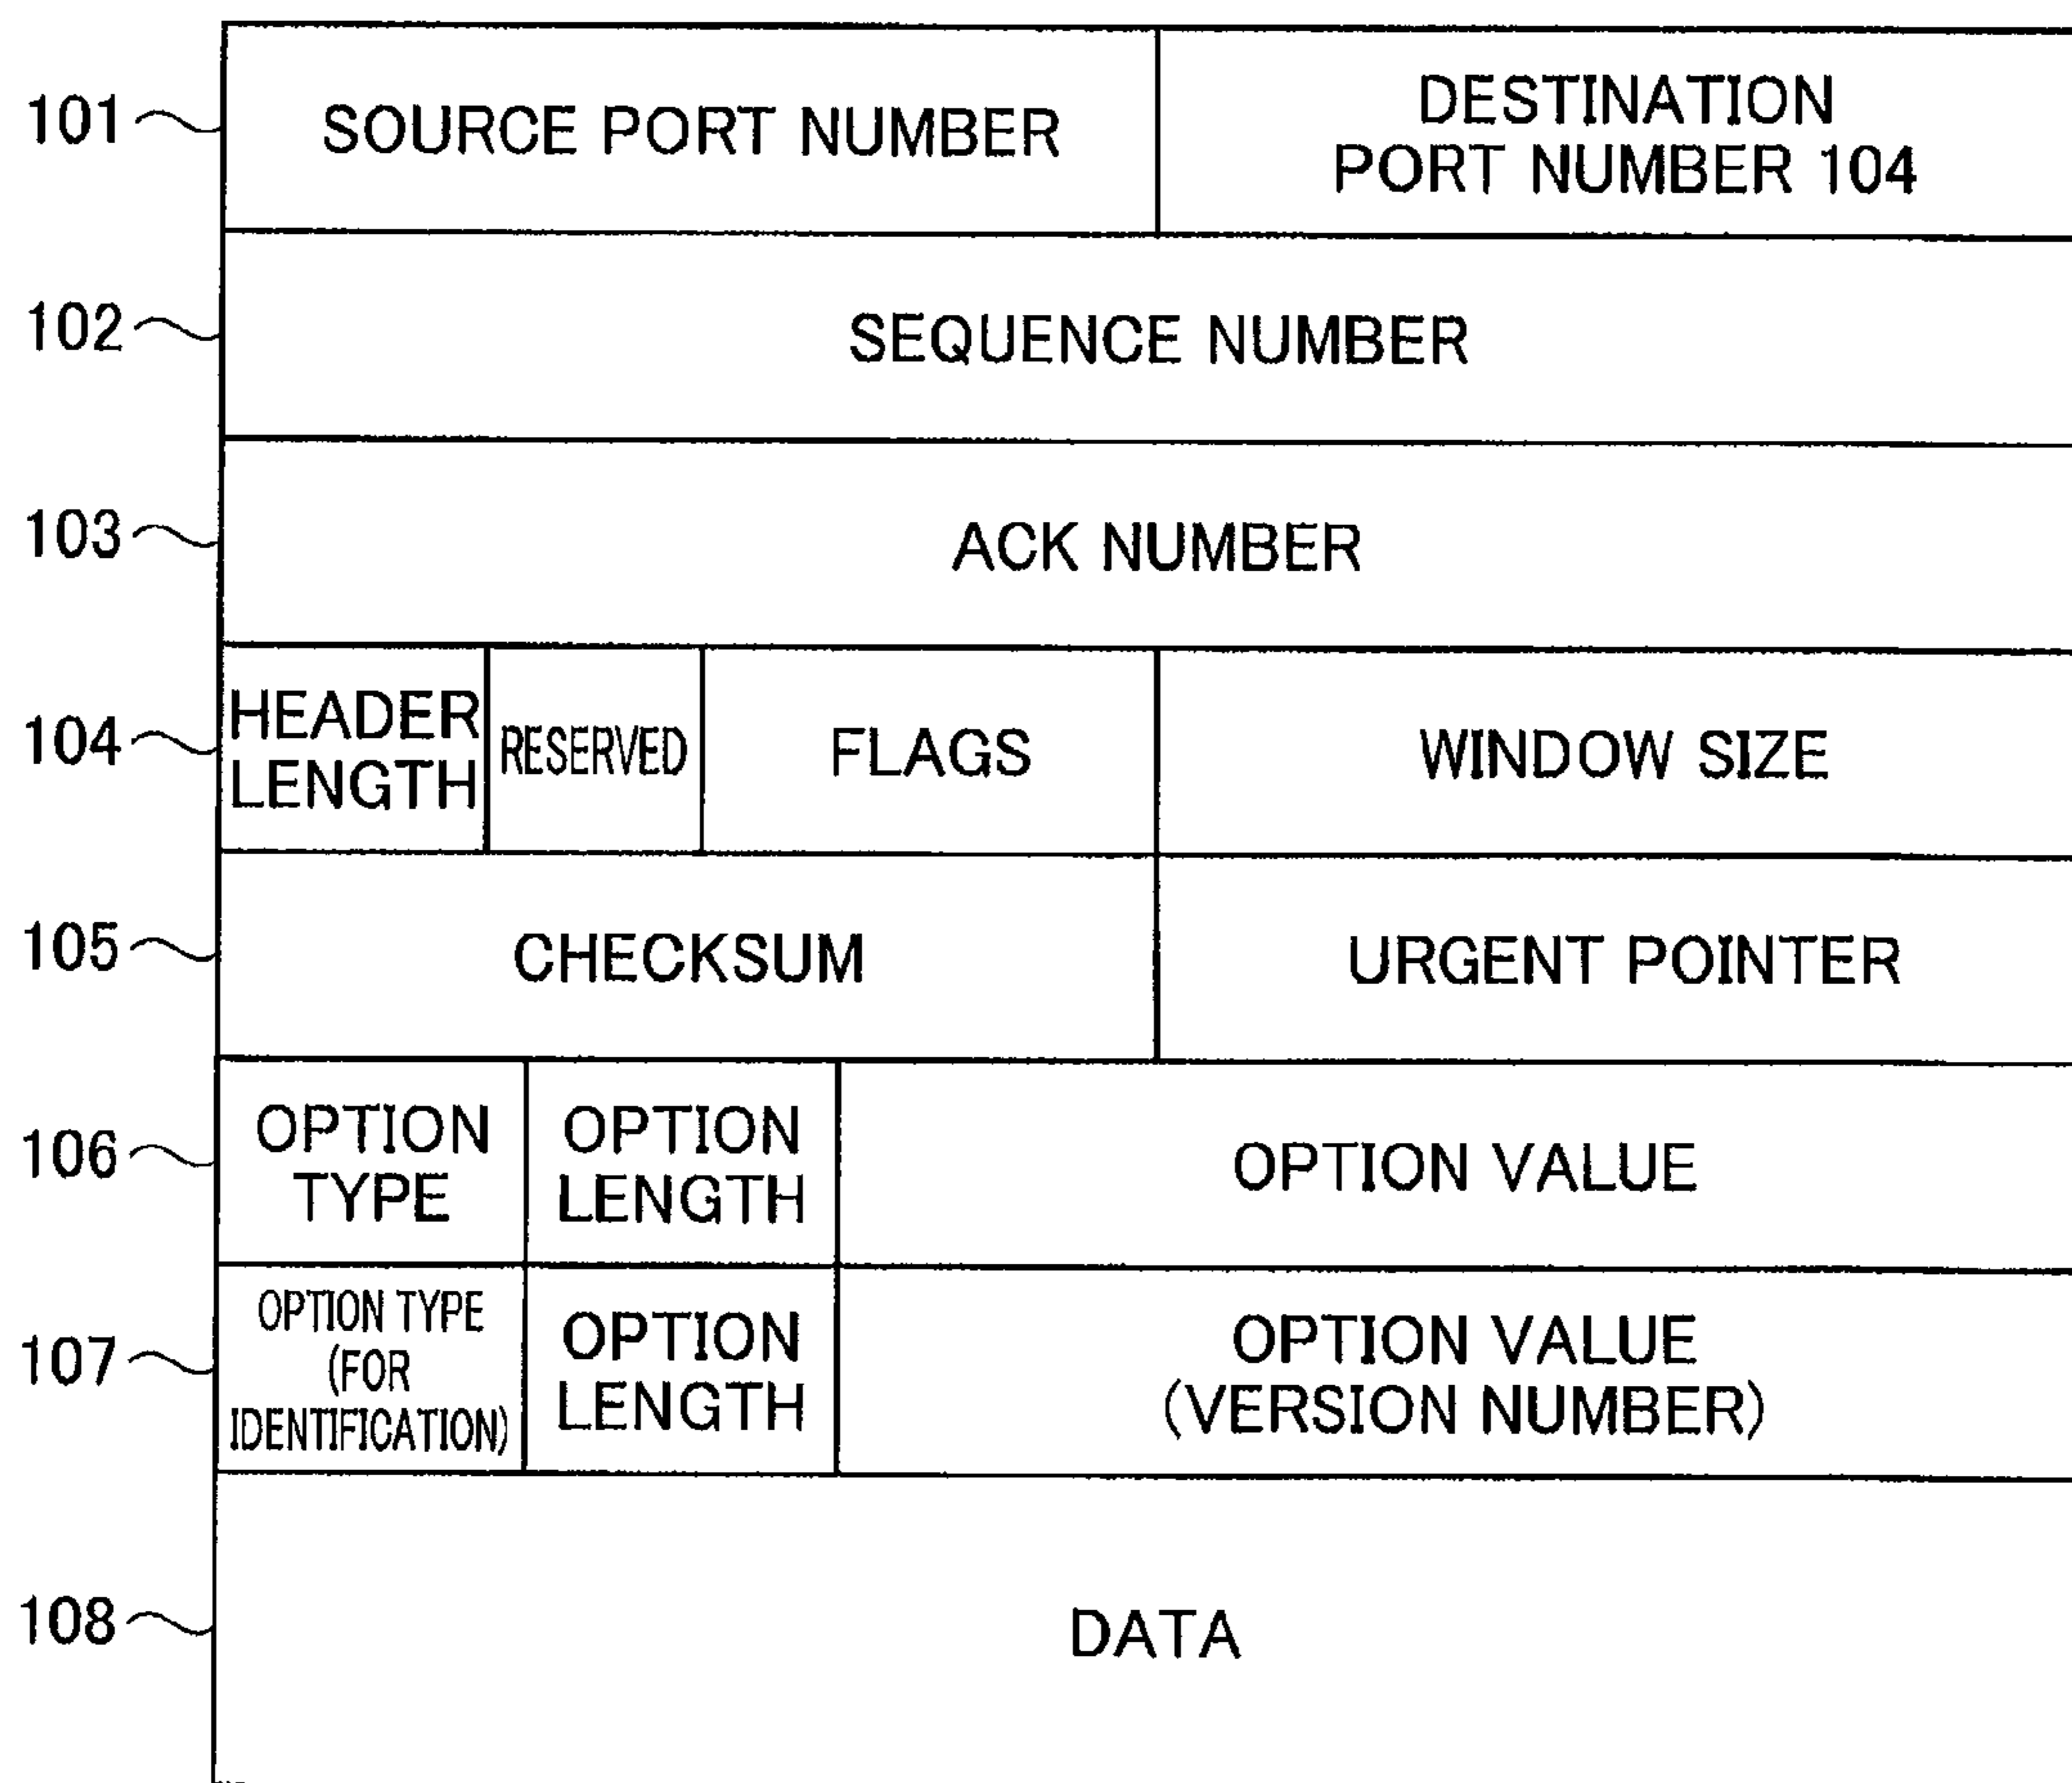 101
SOURCE PORT NUMBER
DESTINATION
PORT NUMBER 104
102
SEQUENCE NUMBER
103
ACK NUMBER
104
HEADER
LENGTH
RESERVED
FLAGS
WINDOW SIZE
105
CHECKSUM
URGENT POINTER
106
OPTION
TYPE
OPTION
LENGTH
OPTION VALUE
107
OPTION TYPE
(FOR
IDENTIFICATION)
OPTION
LENGTH
OPTION VALUE
(VERSION NUMBER)
108
DATA